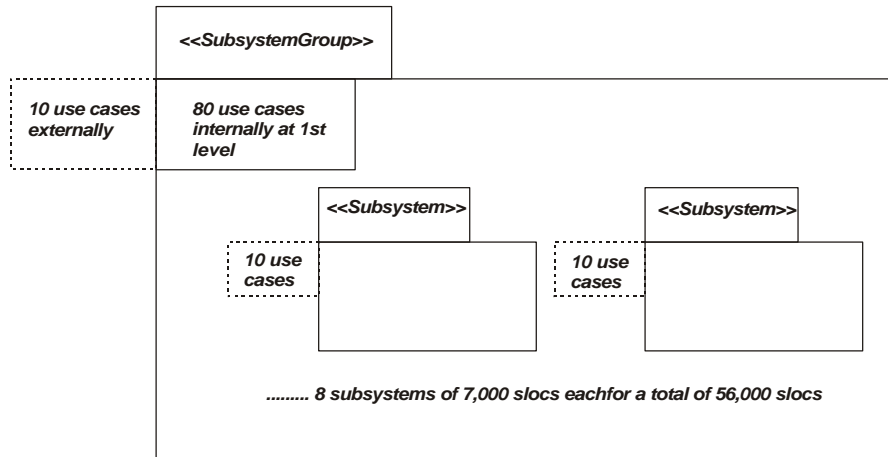 <<SubsystemGroup>>
10 use cases
externally
80 use cases
internally at 1st
level
<<Subsystem>>
<<Subsystem>>
10 use
cases
10 use
cases
......... 8 subsystems of 7,000 slocs eachfor a total of 56,000 slocs